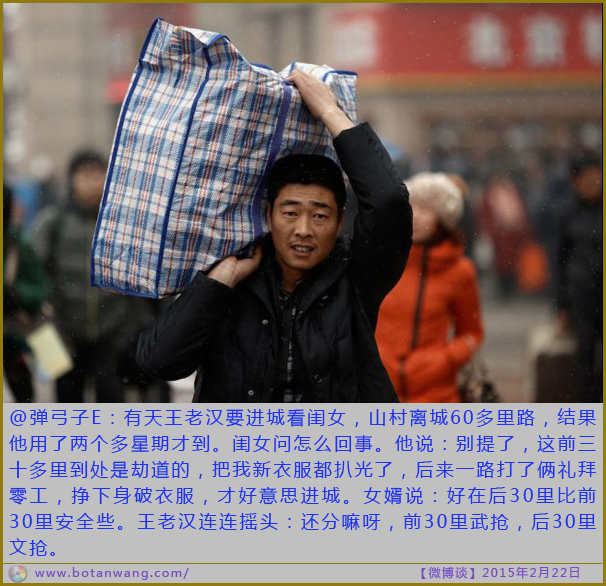 北京
@弹弓子E：有天王老汉要进城看闺女，山村离城60多里路，结果
他用了两个多星期才到。闺女问怎么回事。他说：别提了，这前三
十多里到处是劫道的，把我新衣服都扒光了，后来一路打了俩礼拜
零工，挣下身破衣服，才好意思进城。女婿说：好在后30里比前
30里安全些。王老汉连连摇头：还分嘛呀，前30里武抢，后30里
文抢。
www.botanwang.com/ 【微博谈】2015年2月22日